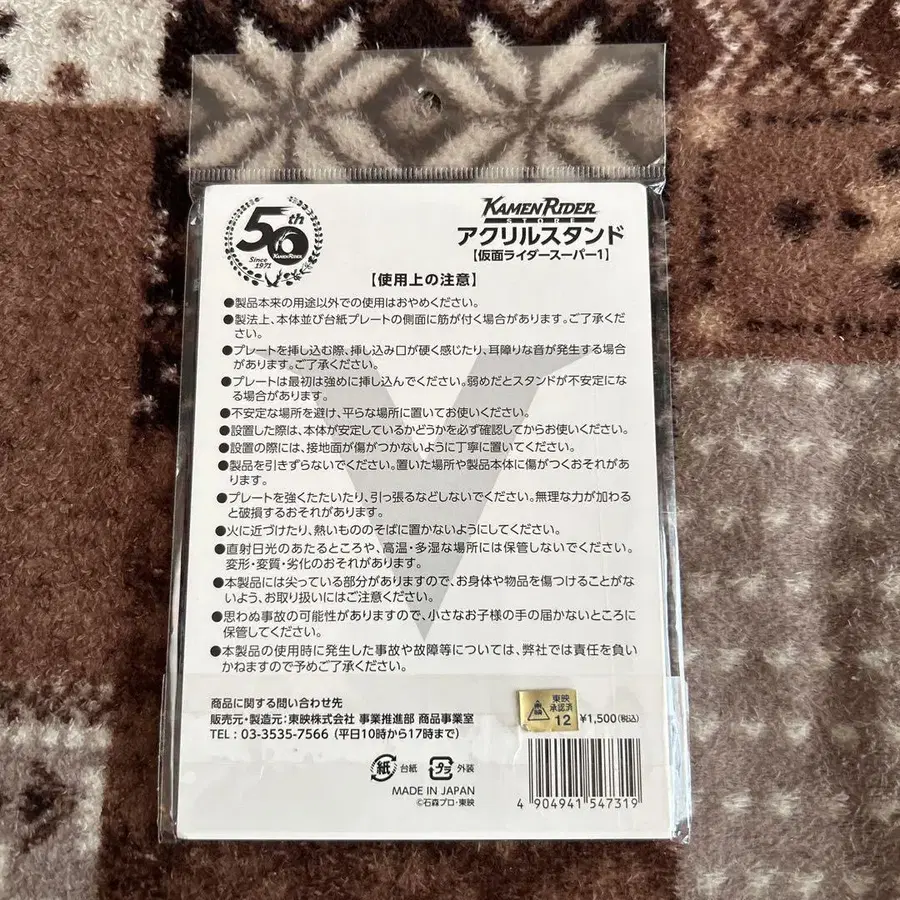 50th
Since 1971
KAMEN RIDER
KAMEN RIDER
STORE
アクリルスタンド
【仮面ライダースーパー1】
【使用上の注意】
●製品本来の用途以外での使用はおやめください。
●製法上、本体並び台紙プレートの側面に筋が付く場合があります。ご了承くだ
さい。
●プレートを挿し込む際、挿し込み口が硬く感じたり、耳障りな音が発生する場合
があります。ご了承ください。
●プレートは最初は強めに挿し込んでください。弱めだとスタンドが不安定にな
る場合があります。
●不安定な場所を避け、平らな場所に置いてお使いください。
●設置した際は、本体が安定しているかどうかを必ず確認してからお使いください。
●設置の際には、接地面が傷がつかないように丁寧に置いてください。
●製品を引きずらないでください。置いた場所や製品本体に傷がつくおそれがあ
ります。
●プレートを強くたたいたり、引っ張るなどしないでください。無理な力が加わる
と破損するおそれがあります。
●火に近づけたり、熱いもののそばに置かないようにしてください。
●直射日光のあたるところや、高温・多湿な場所には保管しないでください。
変形・変質・劣化のおそれがあります。
●本製品には尖っている部分がありますので、お身体や物品を傷つけることがな
いよう、お取り扱いにはご注意ください。
●思わぬ事故の可能性がありますので、小さなお子様の手の届かないところに
保管してください。
●本製品の使用時に発生した事故や故障等については、弊社では責任を負い
かねますので予めご了承ください。
商品に関する問い合わせ先
販売元・製造元：東映株式会社 事業推進部 商品事業室
TEL：03-3535-7566（平日10時から17時まで）
東映
承認済
12
¥1,500(税込)
紙 台紙 プラ 外装
MADE IN JAPAN
©石森プロ・東映
4 904941 547319